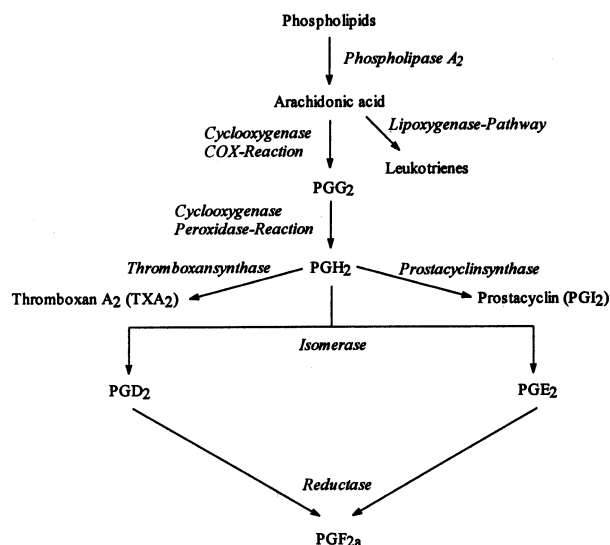 Phospholipids
Phospholipase A2
Arachidonic acid
Cyclooxygenase
COX-Reaction
Lipoxygenase-Pathway
Leukotrienes
PGG2
Cyclooxygenase
Peroxidase-Reaction
Thromboxansynthase
PGH2
Prostacyclinsynthase
Thromboxan A2 (TXA2)
Prostacyclin (PGI2)
Isomerase
PGD2
PGE2
Reductase
PGF2a